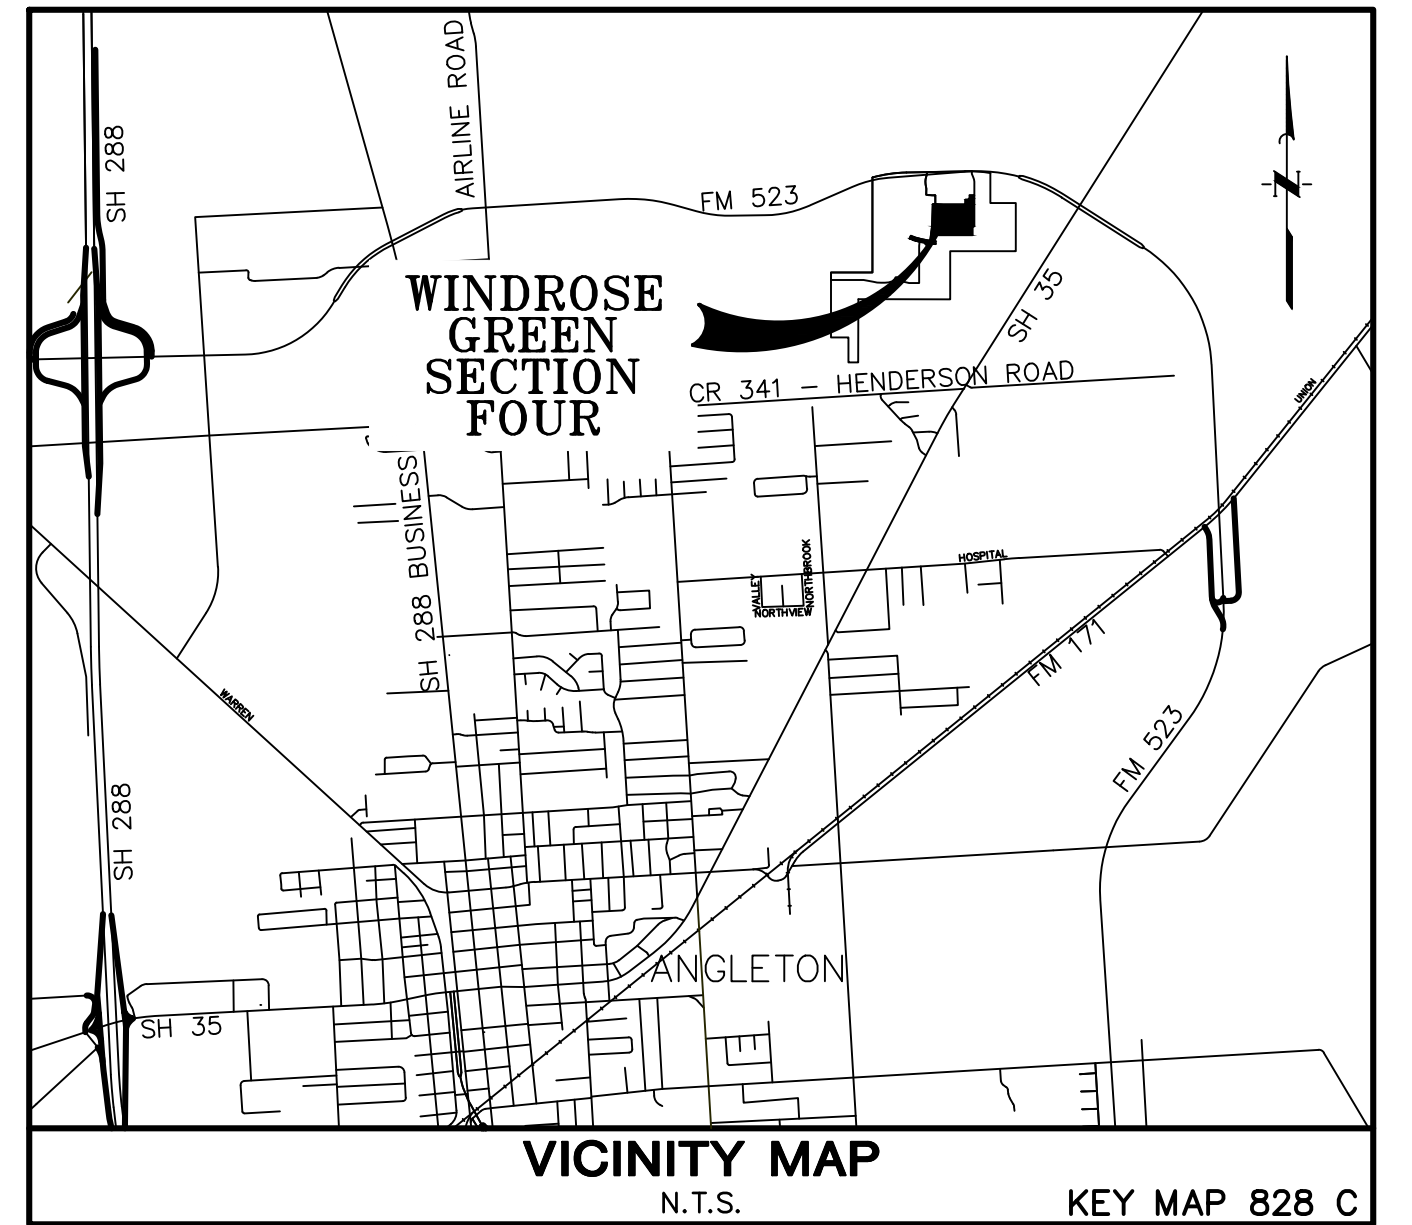 AIRLINE ROAD
SH 288
FM 523
N
WINDROSE
GREEN
SECTION
FOUR
SH 35
CR 341 - HENDERSON ROAD
UNION
SH 288 BUSINESS
HOSPITAL
VALLEY
NORTHBROOK
NORTHVIEW
FM 171
WARREN
FM 523
SH 288
ANGLETON
SH 35
VICINITY MAP
N.T.S.
KEY MAP 828 C